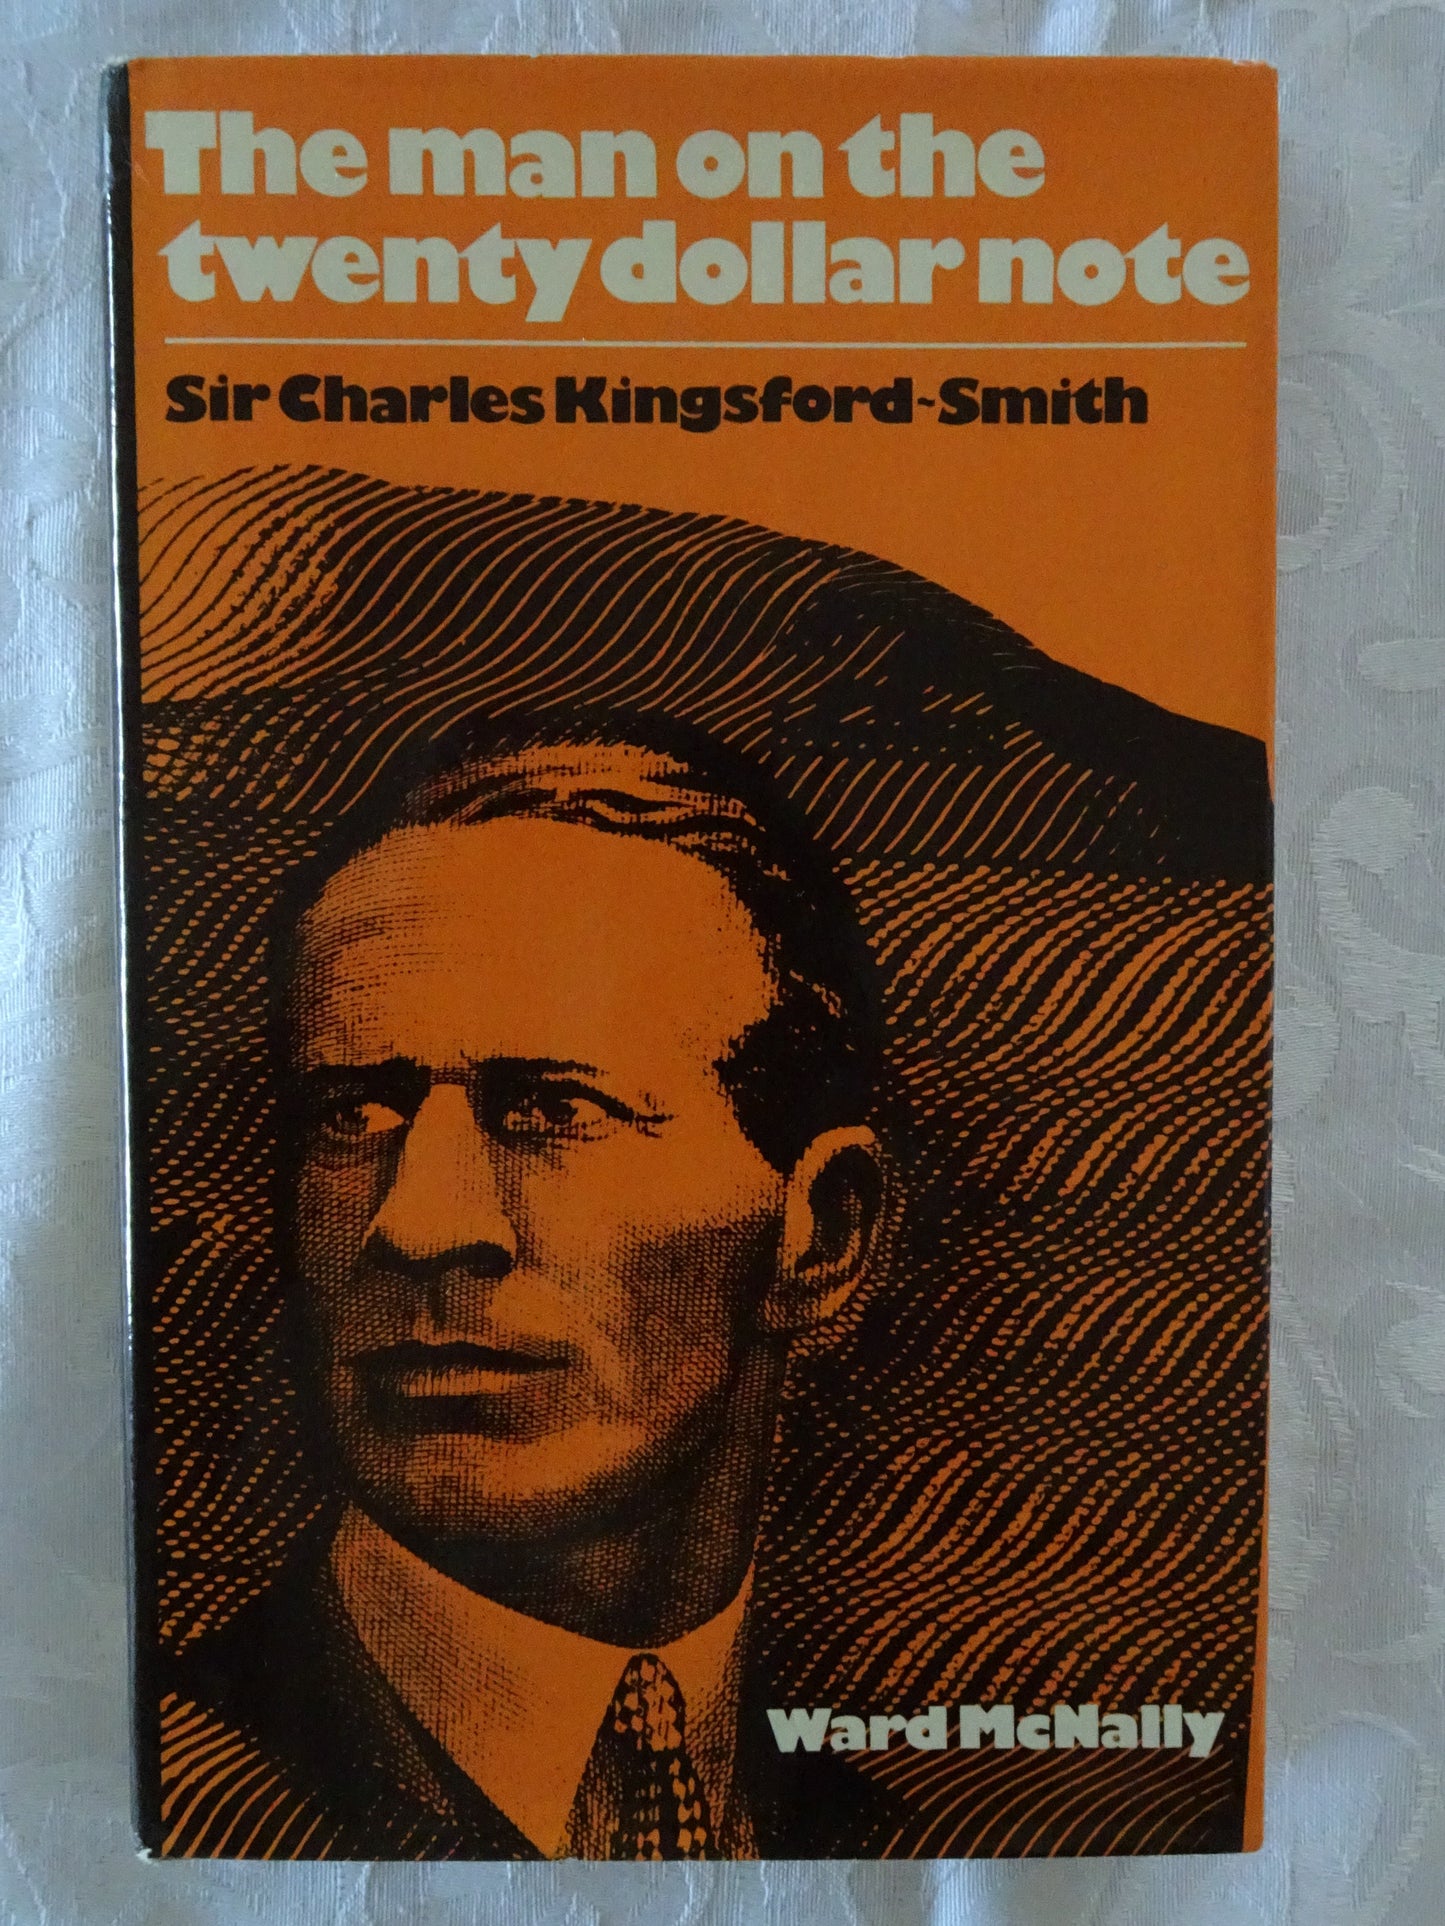 The man on the
twenty dollar note
Sir Charles Kingsford-Smith
Ward McNally